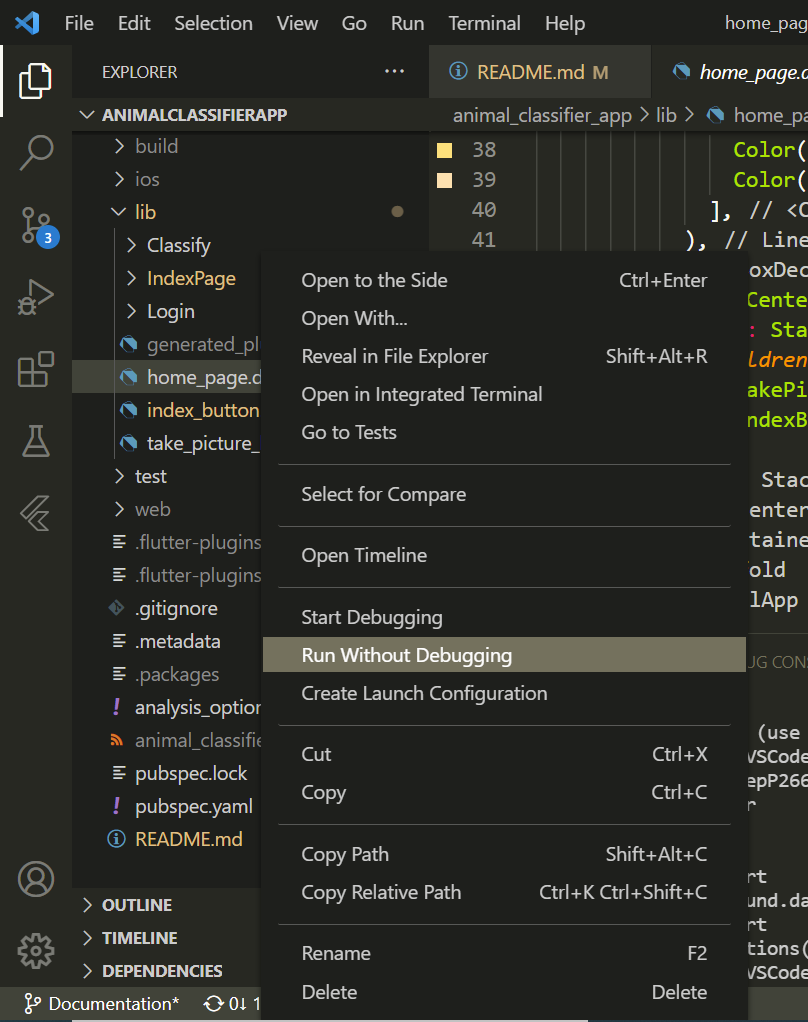 File Edit Selection View Go Run Terminal Help home_pag
EXPLORER
README.md M
home_page.d
ANIMALCLASSIFIERAPP
animal_classifier_app > lib > home_pa
build
ios
lib
Classify
IndexPage
Login
generated_pl
home_page.d
index_button
take_picture_
test
web
.flutter-plugins
.flutter-plugins
.gitignore
.metadata
.packages
analysis_option
animal_classifie
pubspec.lock
pubspec.yaml
README.md
OUTLINE
TIMELINE
DEPENDENCIES
3
38 Color(
39 Color(
40 ], // <C
41 ), // Line
oxDec
Cente
: Sta
ldren
akePi
ndexB
Stac
enter
taine
old
lApp
Open to the Side Ctrl+Enter
Open With...
Reveal in File Explorer Shift+Alt+R
Open in Integrated Terminal
Go to Tests
Select for Compare
Open Timeline
Start Debugging
Run Without Debugging
Create Launch Configuration
Cut Ctrl+X
Copy Ctrl+C
Copy Path Shift+Alt+C
Copy Relative Path Ctrl+K Ctrl+Shift+C
Rename F2
Delete Delete
UG CONS
(use
VSCode
epP266
r
rt
und.da
rt
tions(
VSCode
Documentation* 0↓ 1